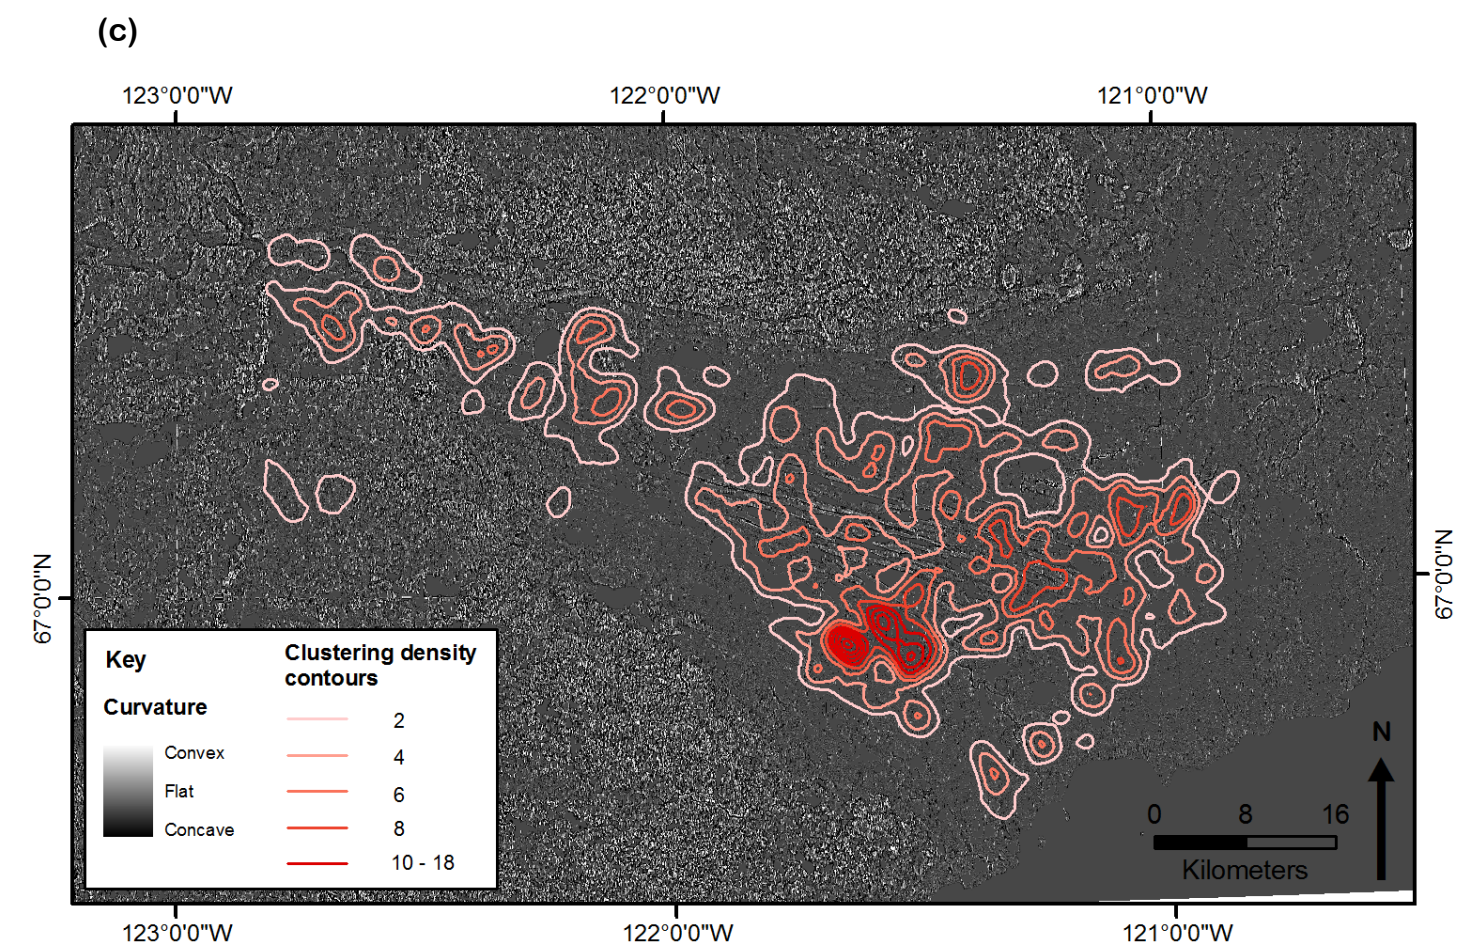 (c)
123°0'0"W 122°0'0"W 121°0'0"W
67°0'0"N
67°0'0"N
Key
Curvature
Convex
Flat
Concave
Clustering density
contours
2
4
6
8
10 - 18
N
0 8 16
Kilometers
123°0'0"W 122°0'0"W 121°0'0"W